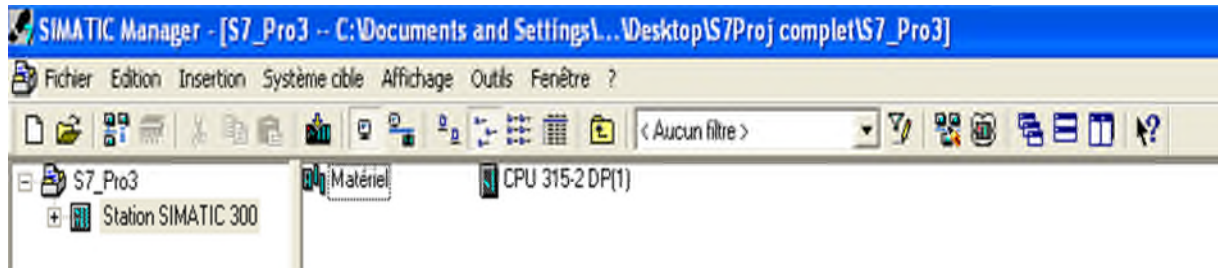 SIMATIC Manager - [S7_Pro3 -- C:\Documents and Settings\...\Desktop\S7Proj complet\S7_Pro3]
Fichier Edition Insertion Système cible Affichage Outils Fenêtre ?
< Aucun filtre >
S7_Pro3 Matériel CPU 315-2 DP(1)
Station SIMATIC 300